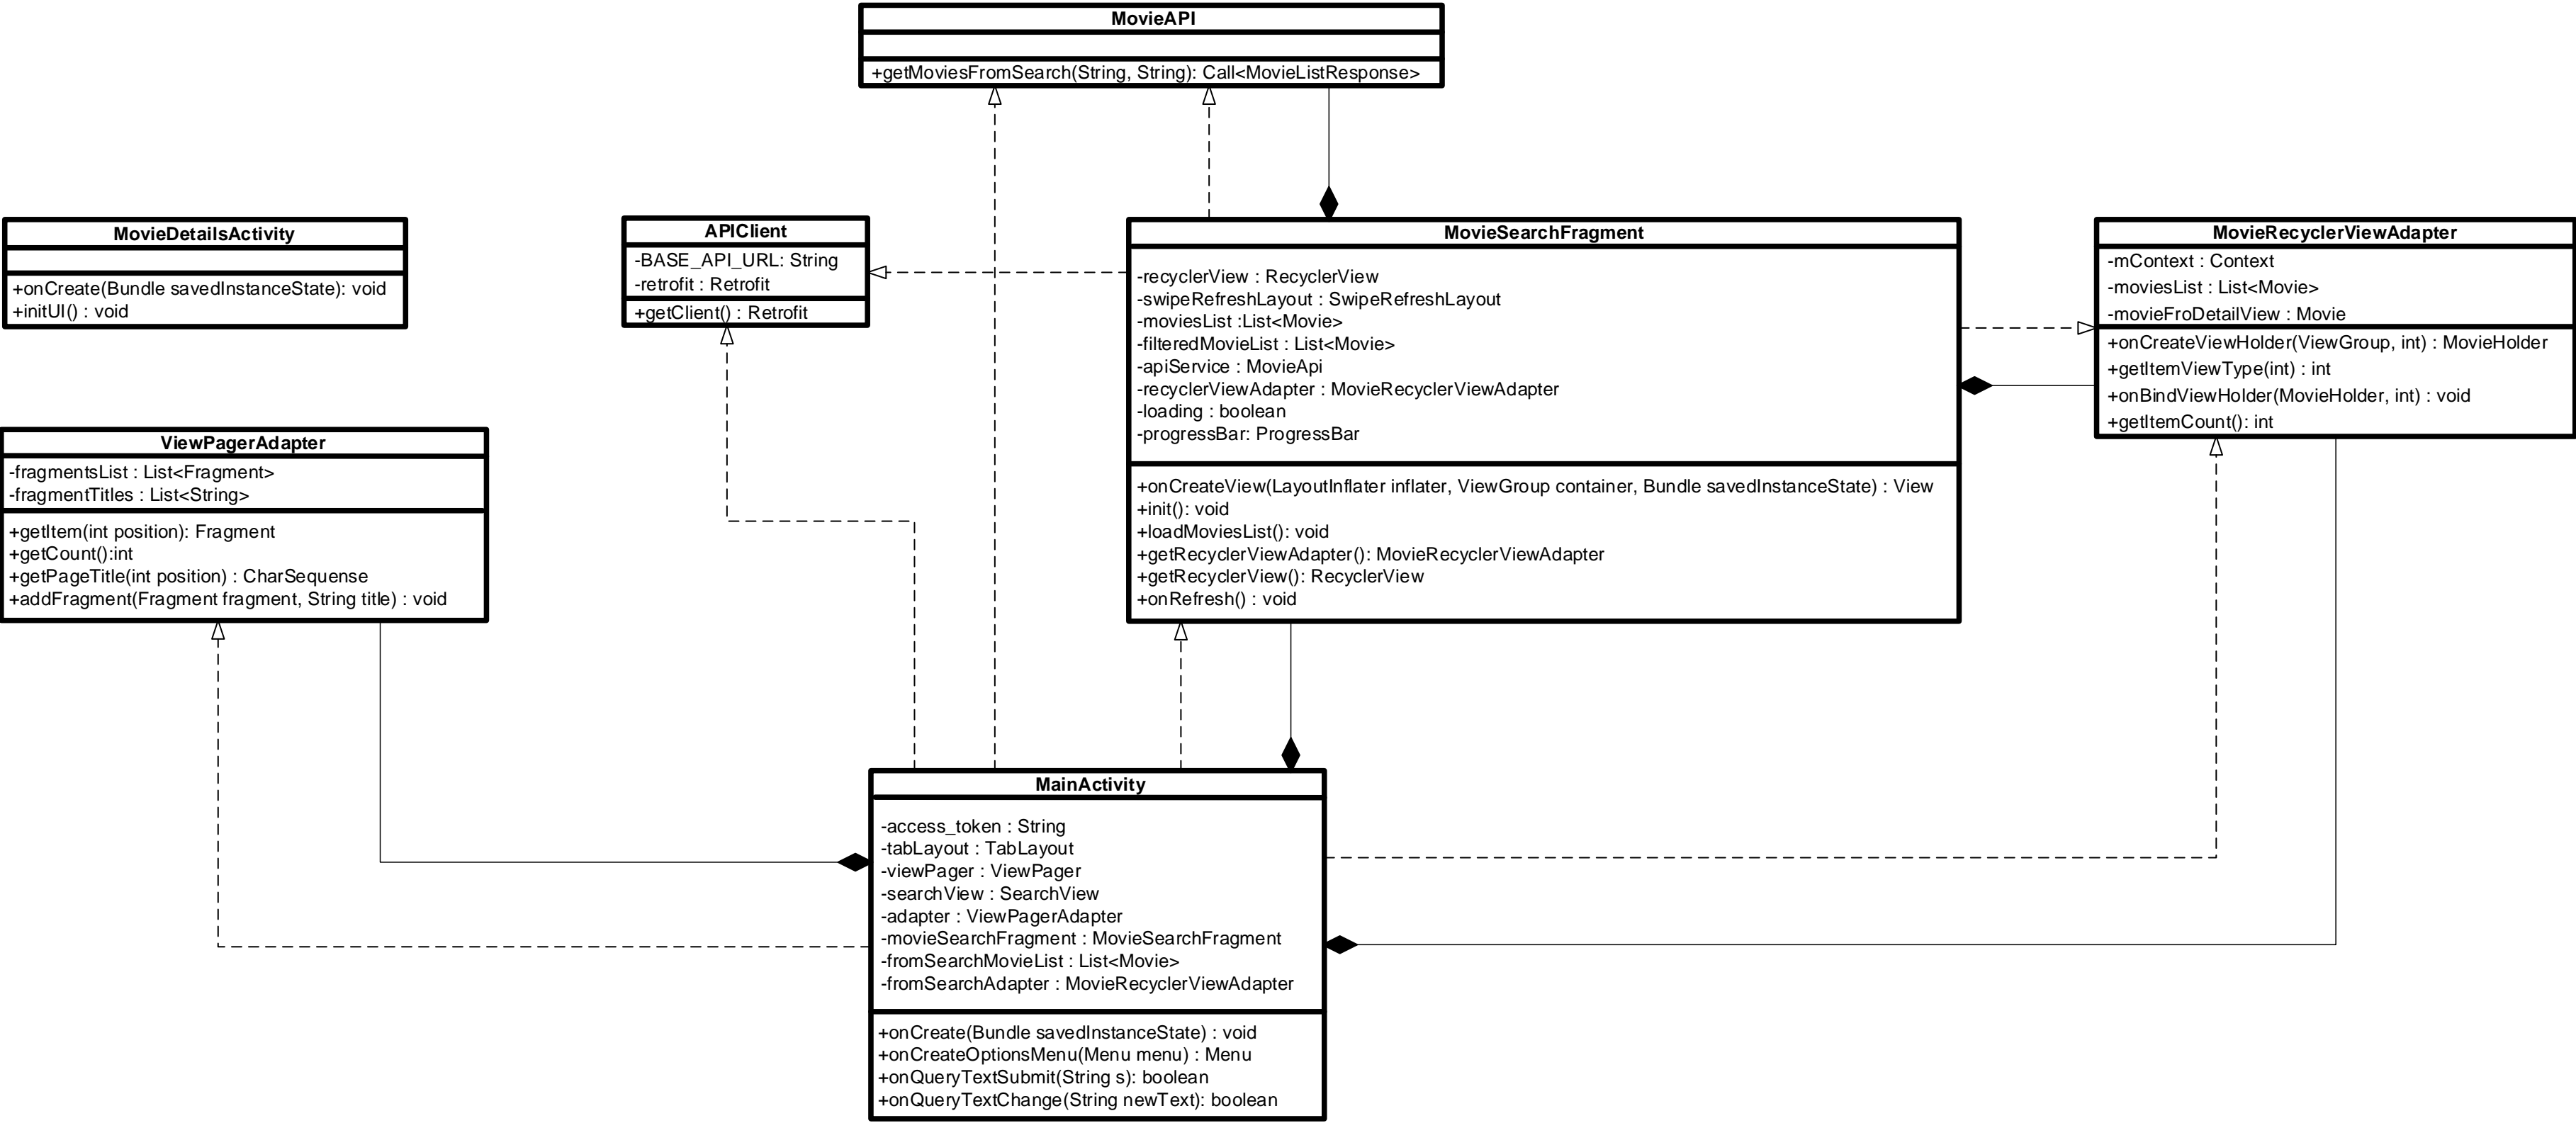 MovieAPI
+getMoviesFromSearch(String, String): Call<MovieListResponse>
MovieDetailsActivity
+onCreate(Bundle savedInstanceState): void
+initUI() : void
APIClient
-BASE_API_URL: String
-retrofit : Retrofit
+getClient() : Retrofit
MovieSearchFragment
-recyclerView : RecyclerView
-swipeRefreshLayout : SwipeRefreshLayout
-moviesList :List<Movie>
-filteredMovieList : List<Movie>
-apiService : MovieApi
-recyclerViewAdapter : MovieRecyclerViewAdapter
-loading : boolean
-progressBar: ProgressBar
+onCreateView(LayoutInflater inflater, ViewGroup container, Bundle savedInstanceState) : View
+init(): void
+loadMoviesList(): void
+getRecyclerViewAdapter(): MovieRecyclerViewAdapter
+getRecyclerView(): RecyclerView
+onRefresh() : void
MovieRecyclerViewAdapter
-mContext : Context
-moviesList : List<Movie>
-movieFroDetailView : Movie
+onCreateViewHolder(ViewGroup, int) : MovieHolder
+getItemViewType(int) : int
+onBindViewHolder(MovieHolder, int) : void
+getItemCount(): int
ViewPagerAdapter
-fragmentsList : List<Fragment>
-fragmentTitles : List<String>
+getItem(int position): Fragment
+getCount():int
+getPageTitle(int position) : CharSequense
+addFragment(Fragment fragment, String title) : void
MainActivity
-access_token : String
-tabLayout : TabLayout
-viewPager : ViewPager
-searchView : SearchView
-adapter : ViewPagerAdapter
-movieSearchFragment : MovieSearchFragment
-fromSearchMovieList : List<Movie>
-fromSearchAdapter : MovieRecyclerViewAdapter
+onCreate(Bundle savedInstanceState) : void
+onCreateOptionsMenu(Menu menu) : Menu
+onQueryTextSubmit(String s): boolean
+onQueryTextChange(String newText): boolean